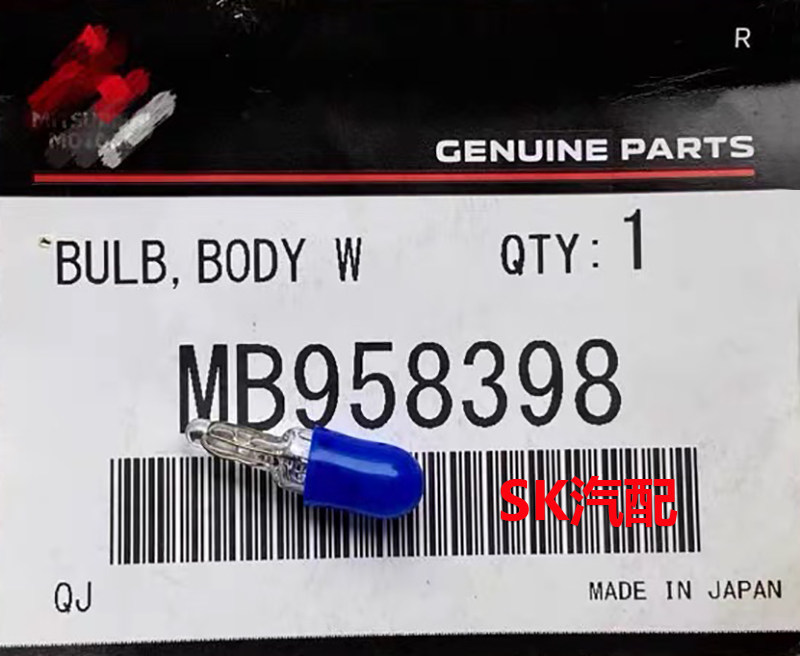 R
GENUINE PARTS
BULB, BODY W QTY: 1
MB958398
SK汽配
QJ MADE IN JAPAN